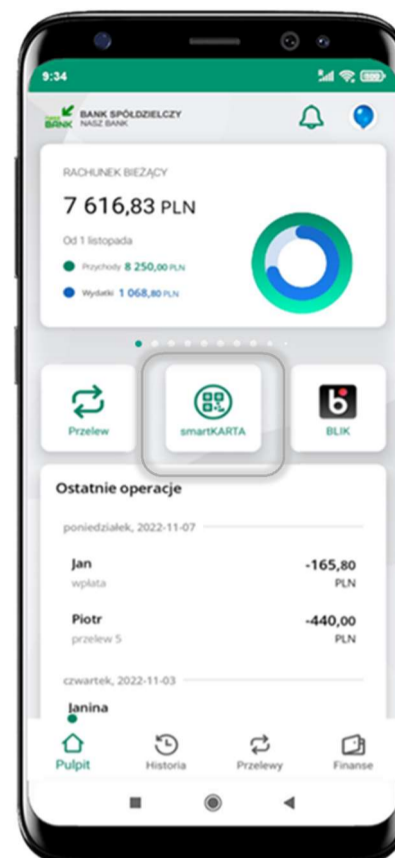 9:34
BANK SPÓŁDZIELCZY
BANK NASZ BANK
RACHUNEK BIEŻĄCY
7 616,83 PLN
Od 1 listopada
Przychody 8 250,00 PLN
Wydatki 1 068,80 PLN
Przelew smartKARTA BLIK
Ostatnie operacje
poniedziałek, 2022-11-07
Jan -165,80
wpłata PLN
Piotr -440,00
przelew 5 PLN
czwartek, 2022-11-03
Janina
Pulpit Historia Przelewy Finanse